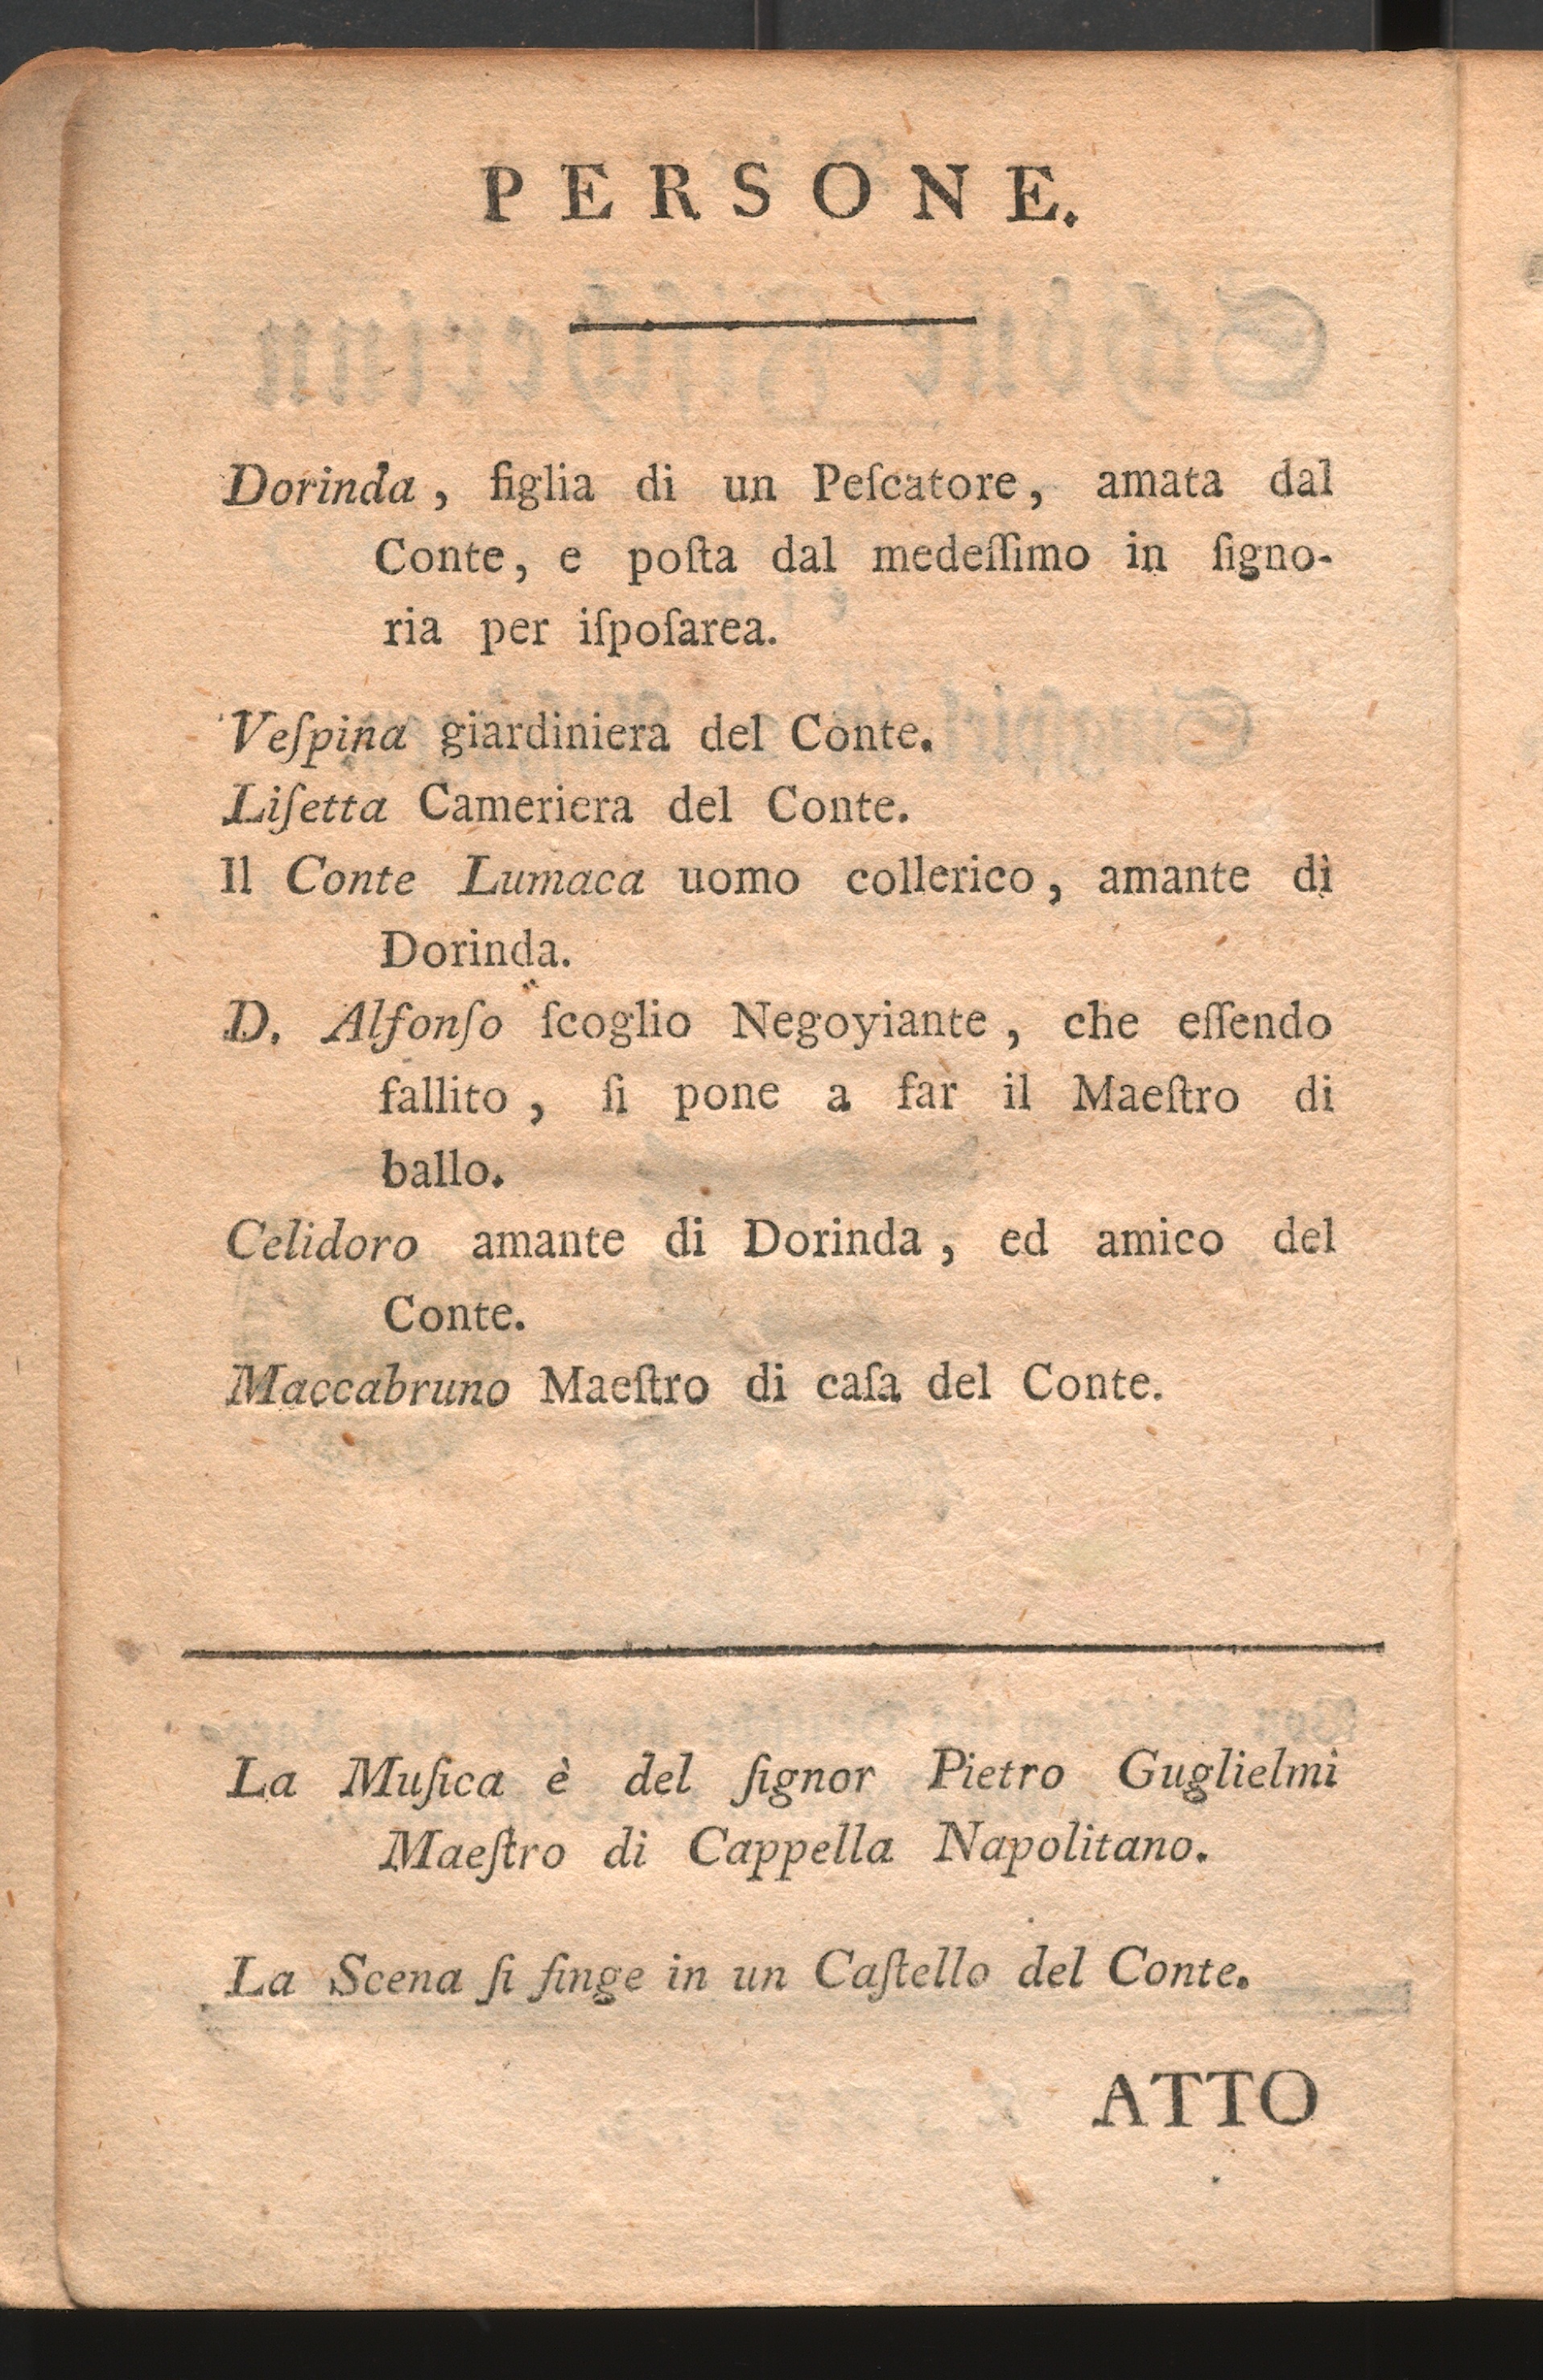 PERSONE.
Dorinda, figlia di un Peſcatore, amata dal
Conte, e poſta dal medeſſimo in ſigno-
ria per iſpoſarea.
Veſpina giardiniera del Conte.
Liſetta Cameriera del Conte.
Il Conte Lumaca uomo collerico, amante di
Dorinda.
D. Alfonſo ſcoglio Negoyiante, che eſſendo
fallito, ſi pone a far il Maeſtro di
ballo.
Celidoro amante di Dorinda, ed amico del
Conte.
Maccabruno Maeſtro di caſa del Conte.
La Muſica è del ſignor Pietro Guglielmi
Maeſtro di Cappella Napolitano.
La Scena ſi finge in un Caſtello del Conte.
ATTO